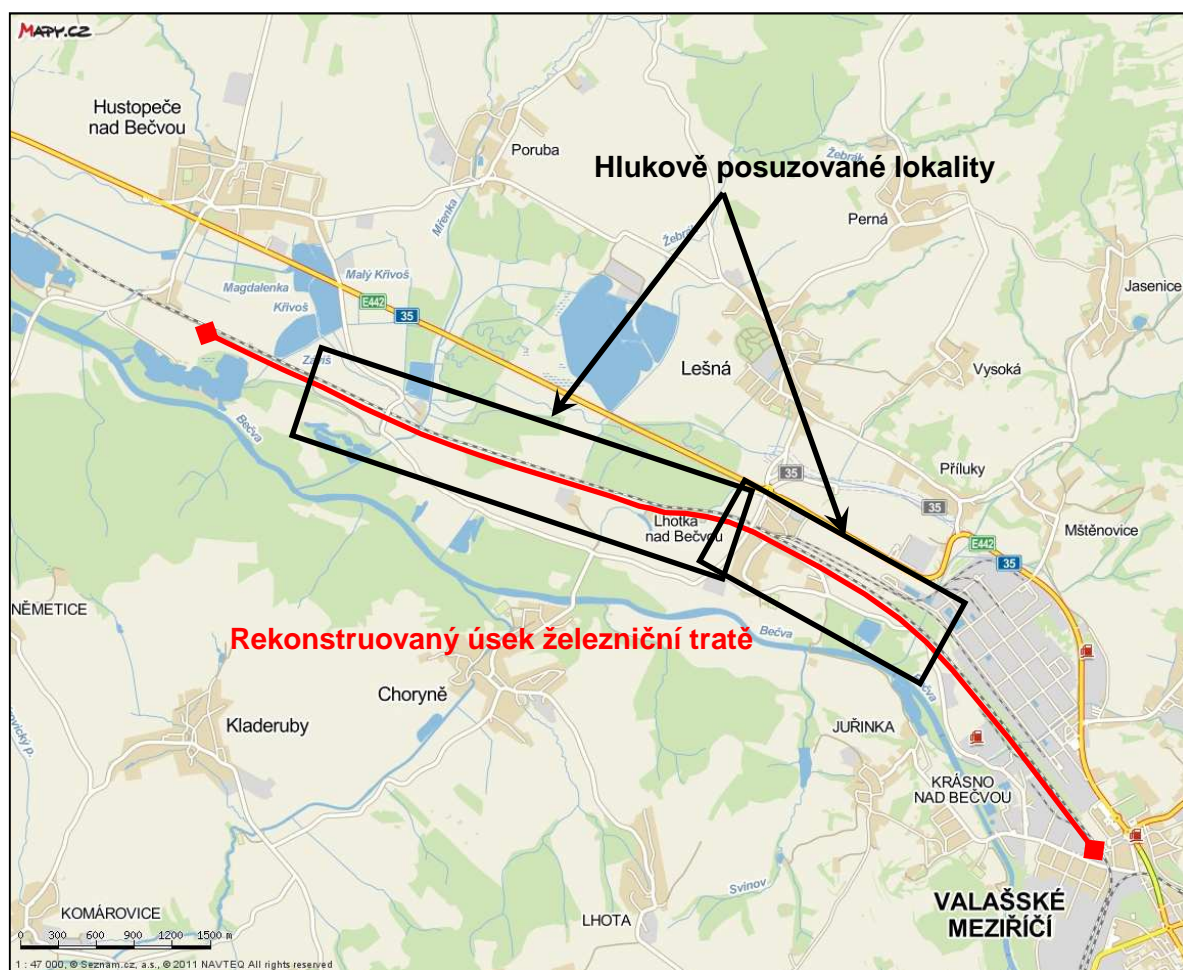 MAPY.CZ
Hustopeče
nad Bečvou
Poruba
Žebrák
Hlukově posuzované lokality
Mřenka
Perná
Žebrák
Malý Křivoš
Magdalenka
Křivoš
E442
35
Jasenice
Lešná
Vysoká
Bečva
35
Příluky
35
Lhotka
nad Bečvou
Mštěnovice
E442
35
NĚMETICE
Rekonstruovaný úsek železniční tratě
Bečva
Choryně
Bečva
Kladeruby
JUŘINKA
KRÁSNO
NAD BEČVOU
Svinov
VALAŠSKÉ
MEZIŘÍČÍ
KOMÁROVICE
LHOTA
0 300 600 900 1200 1500 m
1 : 47 000, © Seznam.cz, a.s., © 2011 NAVTEQ All rights reserved